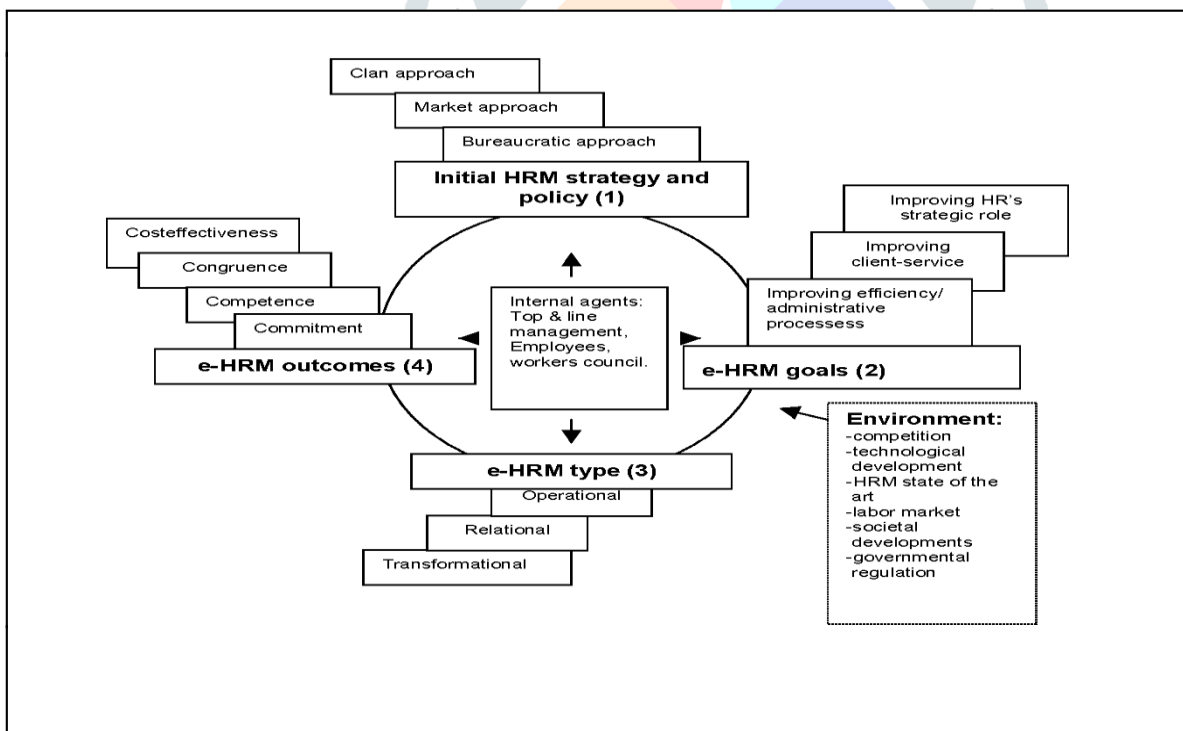 Clan approach
Market approach
Bureaucratic approach
Initial HRM strategy and
policy (1)
Improving HR's
strategic role
Improving
client-service
Improving efficiency/
administrative
processess
e-HRM goals (2)
Costeffectiveness
Congruence
Competence
Commitment
e-HRM outcomes (4)
Internal agents:
Top & line
management,
Employees,
workers council.
Environment:
-competition
-technological
development
-HRM state of the
art
-labor market
-societal
developments
-governmental
regulation
e-HRM type (3)
Operational
Relational
Transformational